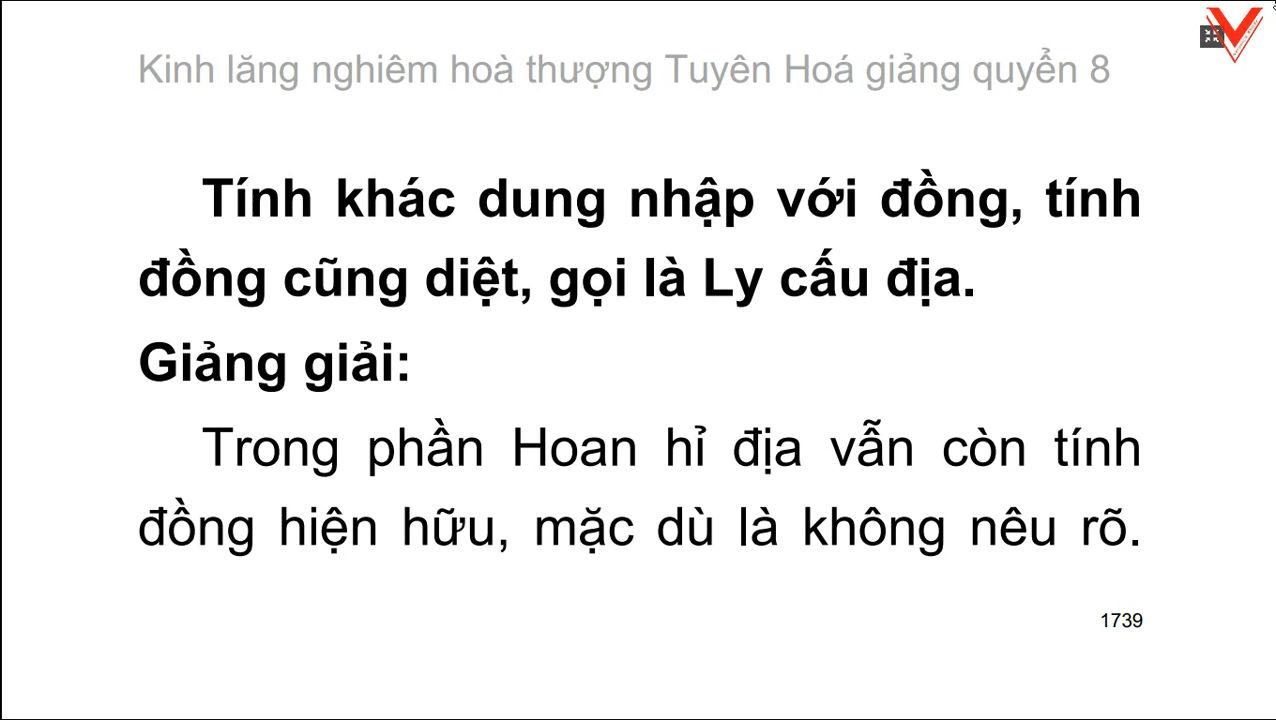 Kinh lăng nghiêm hoà thượng Tuyên Hoá giảng quyển 8
Tính khác dung nhập với đồng, tính
đồng cũng diệt, gọi là Ly cấu địa.
Giảng giải:
Trong phần Hoan hỉ địa vẫn còn tính
đồng hiện hữu, mặc dù là không nêu rõ.
1739